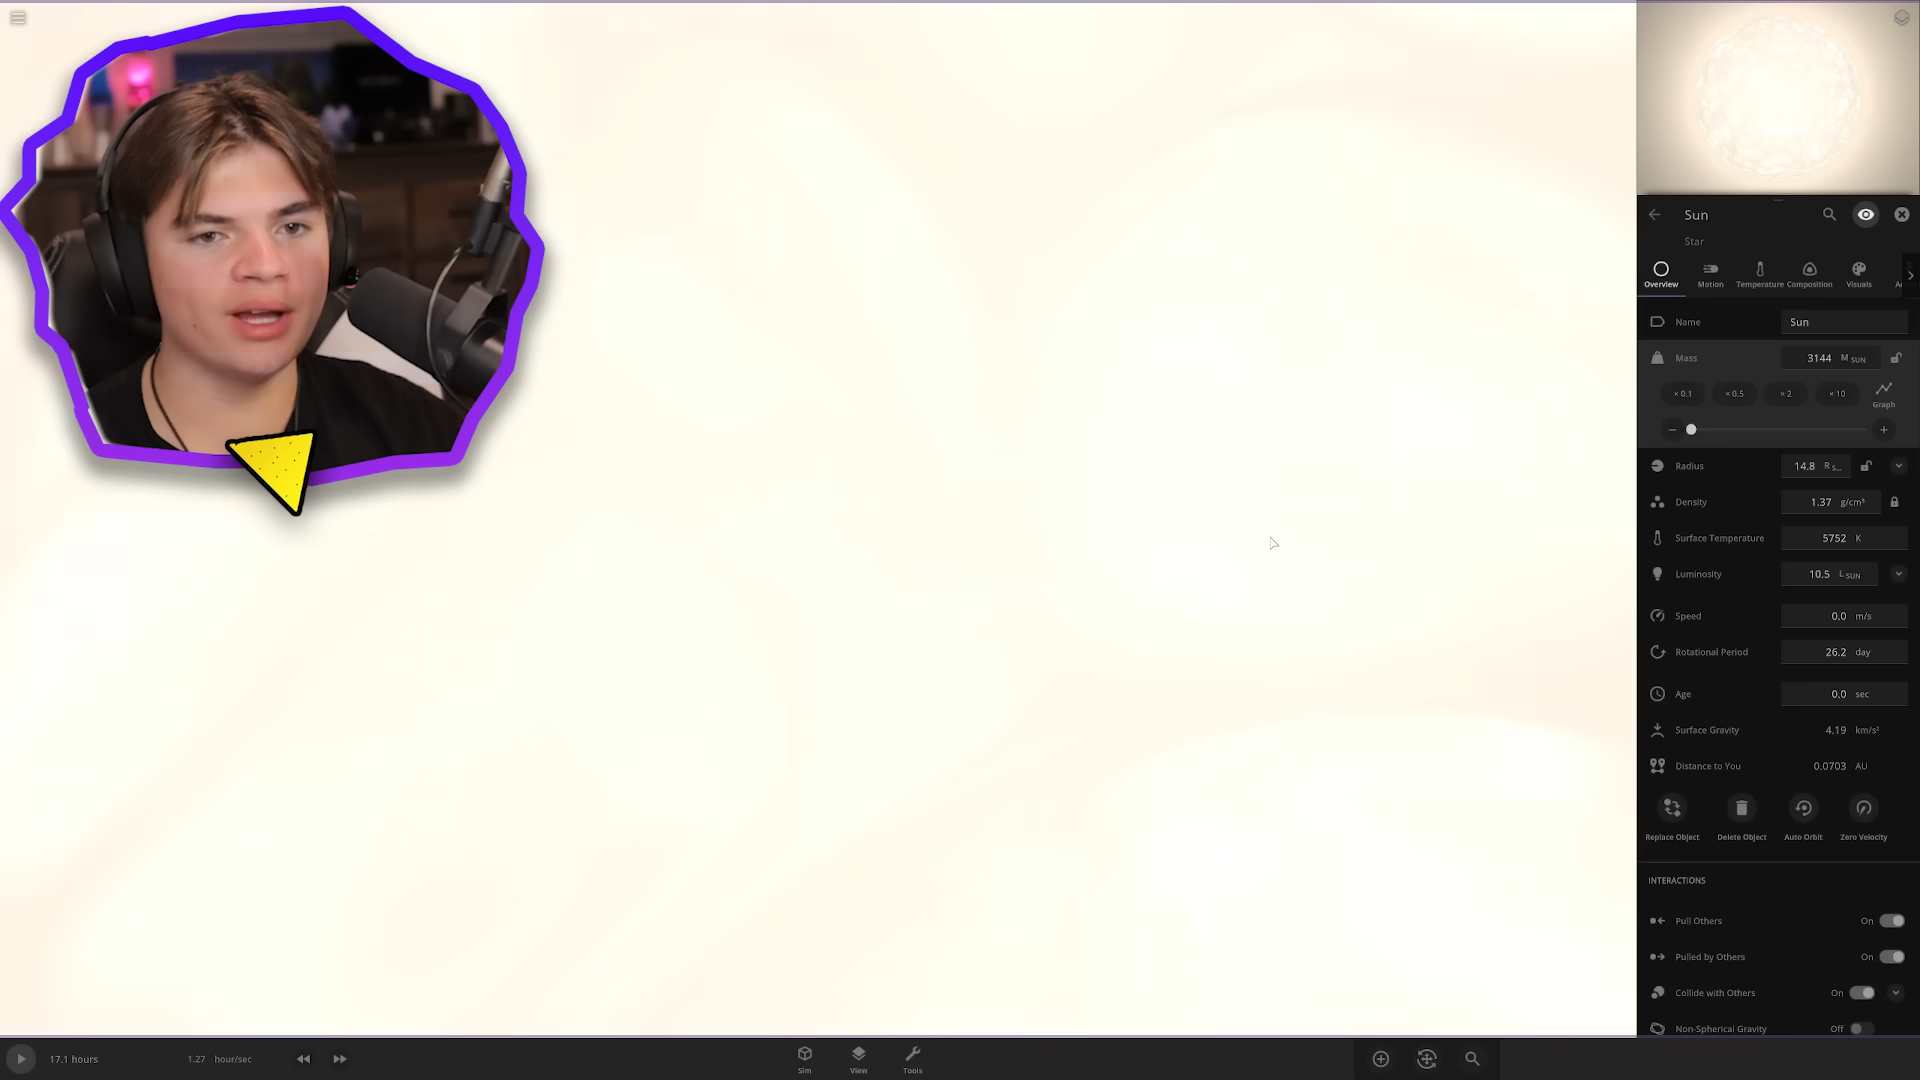 Sun
Star
Overview
Motion
Temperature
Composition
Visuals
Name
Sun
Mass
3144 M SUN
× 0.1
× 0.5
× 2
× 10
Graph
Radius
14.8 R S...
Density
1.37 g/cm³
Surface Temperature
5752 K
Luminosity
10.5 L SUN
Speed
0.0 m/s
Rotational Period
26.2 day
Age
0.0 sec
Surface Gravity
4.19 km/s²
Distance to You
0.0703 AU
Replace Object
Delete Object
Auto Orbit
Zero Velocity
INTERACTIONS
Pull Others
On
Pulled by Others
On
Collide with Others
On
Non-Spherical Gravity
Off
17.1 hours
1.27 hour/sec
Sim
View
Tools